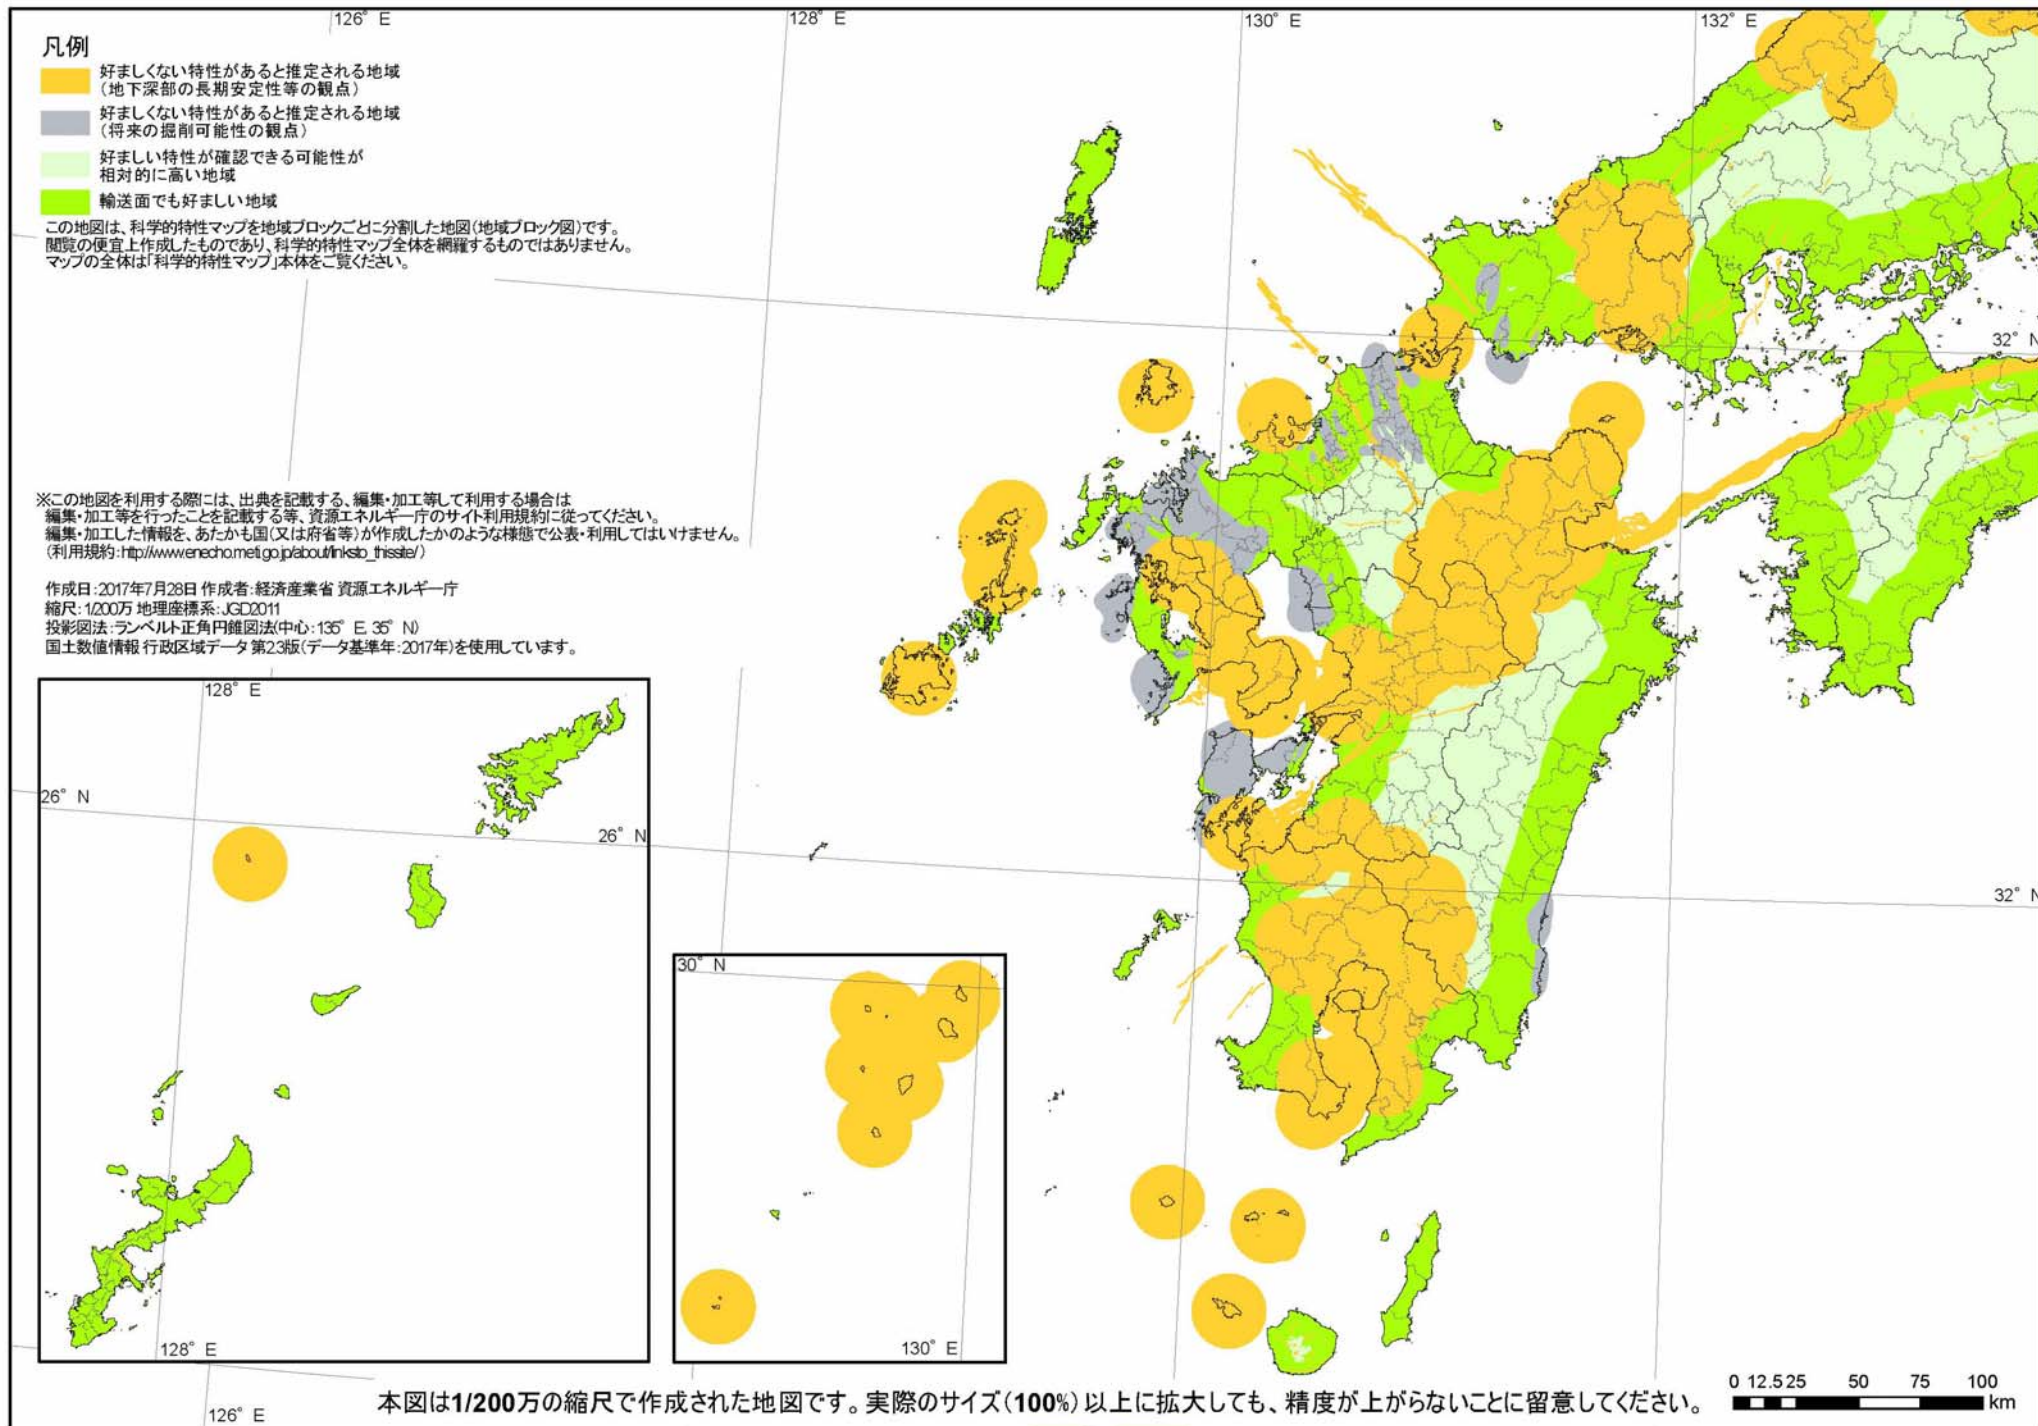 126° E
128° E
130° E
132° E
凡例
好ましくない特性があると推定される地域
(地下深部の長期安定性等の観点)
好ましくない特性があると推定される地域
(将来の掘削可能性の観点)
好ましい特性が確認できる可能性が
相対的に高い地域
輸送面でも好ましい地域
この地図は、科学的特性マップを地域ブロックごとに分割した地図(地域ブロック図)です。
閲覧の便宜上作成したものであり、科学的特性マップ全体を網羅するものではありません。
マップの全体は「科学的特性マップ」本体をご覧ください。
32° N
※この地図を利用する際には、出典を記載する、編集・加工等して利用する場合は
編集・加工等を行ったことを記載する等、資源エネルギー庁のサイト利用規約に従ってください。
編集・加工した情報を、あたかも国(又は府省等)が作成したかのような様態で公表・利用してはいけません。
(利用規約:http://www.enecho.meti.go.jp/about/linksto_thissite/)
作成日:2017年7月28日 作成者:経済産業省 資源エネルギー庁
縮尺:1/200万 地理座標系:JGD2011
投影図法:ランベルト正角円錐図法(中心:135° E, 35° N)
国土数値情報 行政区域データ 第2.3版(データ基準年:2017年)を使用しています。
128° E
26° N
26° N
32° N
30° N
130° E
128° E
126° E
本図は1/200万の縮尺で作成された地図です。実際のサイズ(100%)以上に拡大しても、精度が上がらないことに留意してください。
0 12.5 25 50 75 100
km